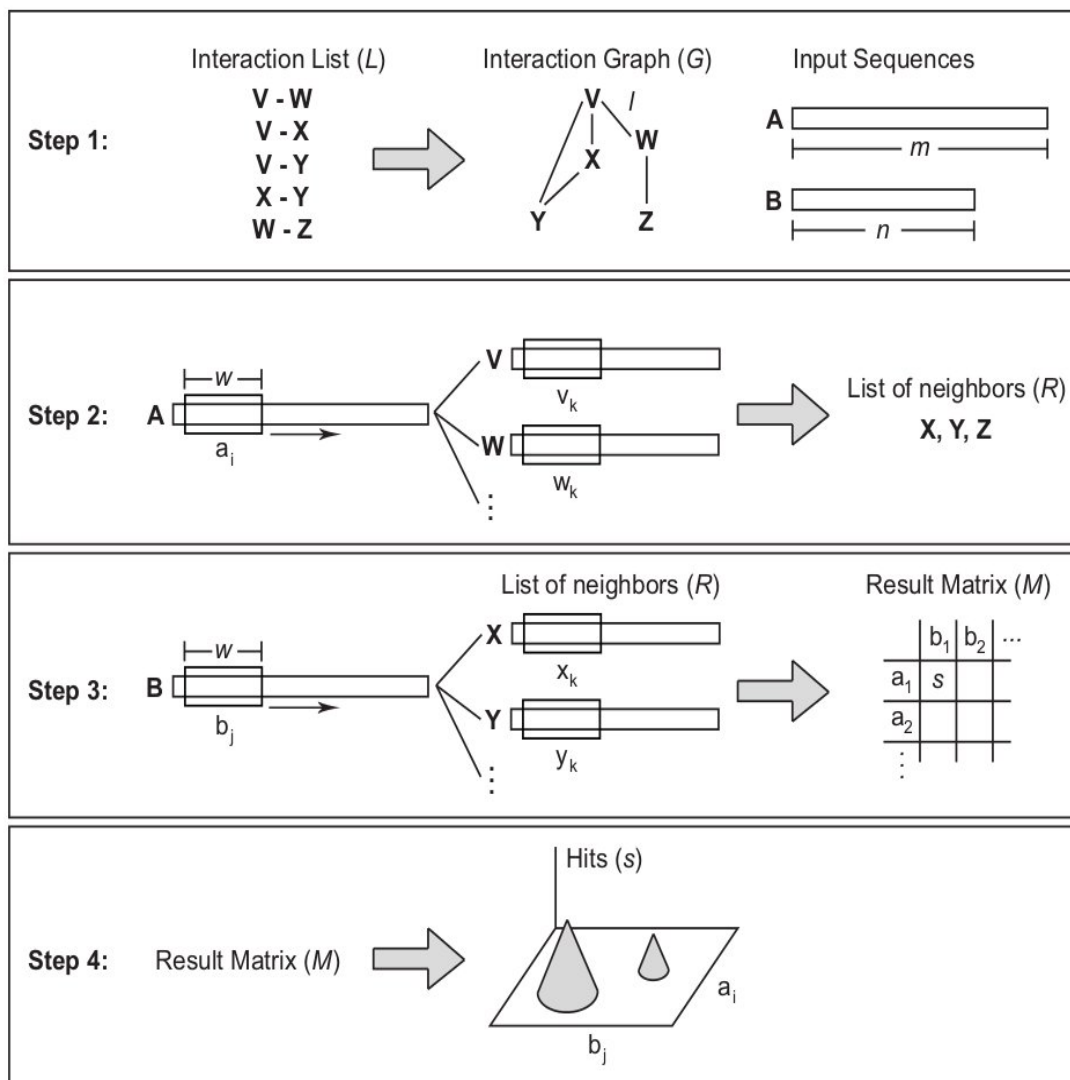 Step 1:
Interaction List (L)
V - W
V - X
V - Y
X - Y
W - Z
Interaction Graph (G)
V l
W
X
Y Z
Input Sequences
A
m
B
n
Step 2:
w
A
a_i
V
v_k
W
w_k
⋮
List of neighbors (R)
X, Y, Z
Step 3:
w
B
b_j
List of neighbors (R)
X
x_k
Y
y_k
⋮
Result Matrix (M)
b_1 b_2 ...
a_1 s
a_2
⋮
Step 4:
Result Matrix (M)
Hits (s)
a_i
b_j